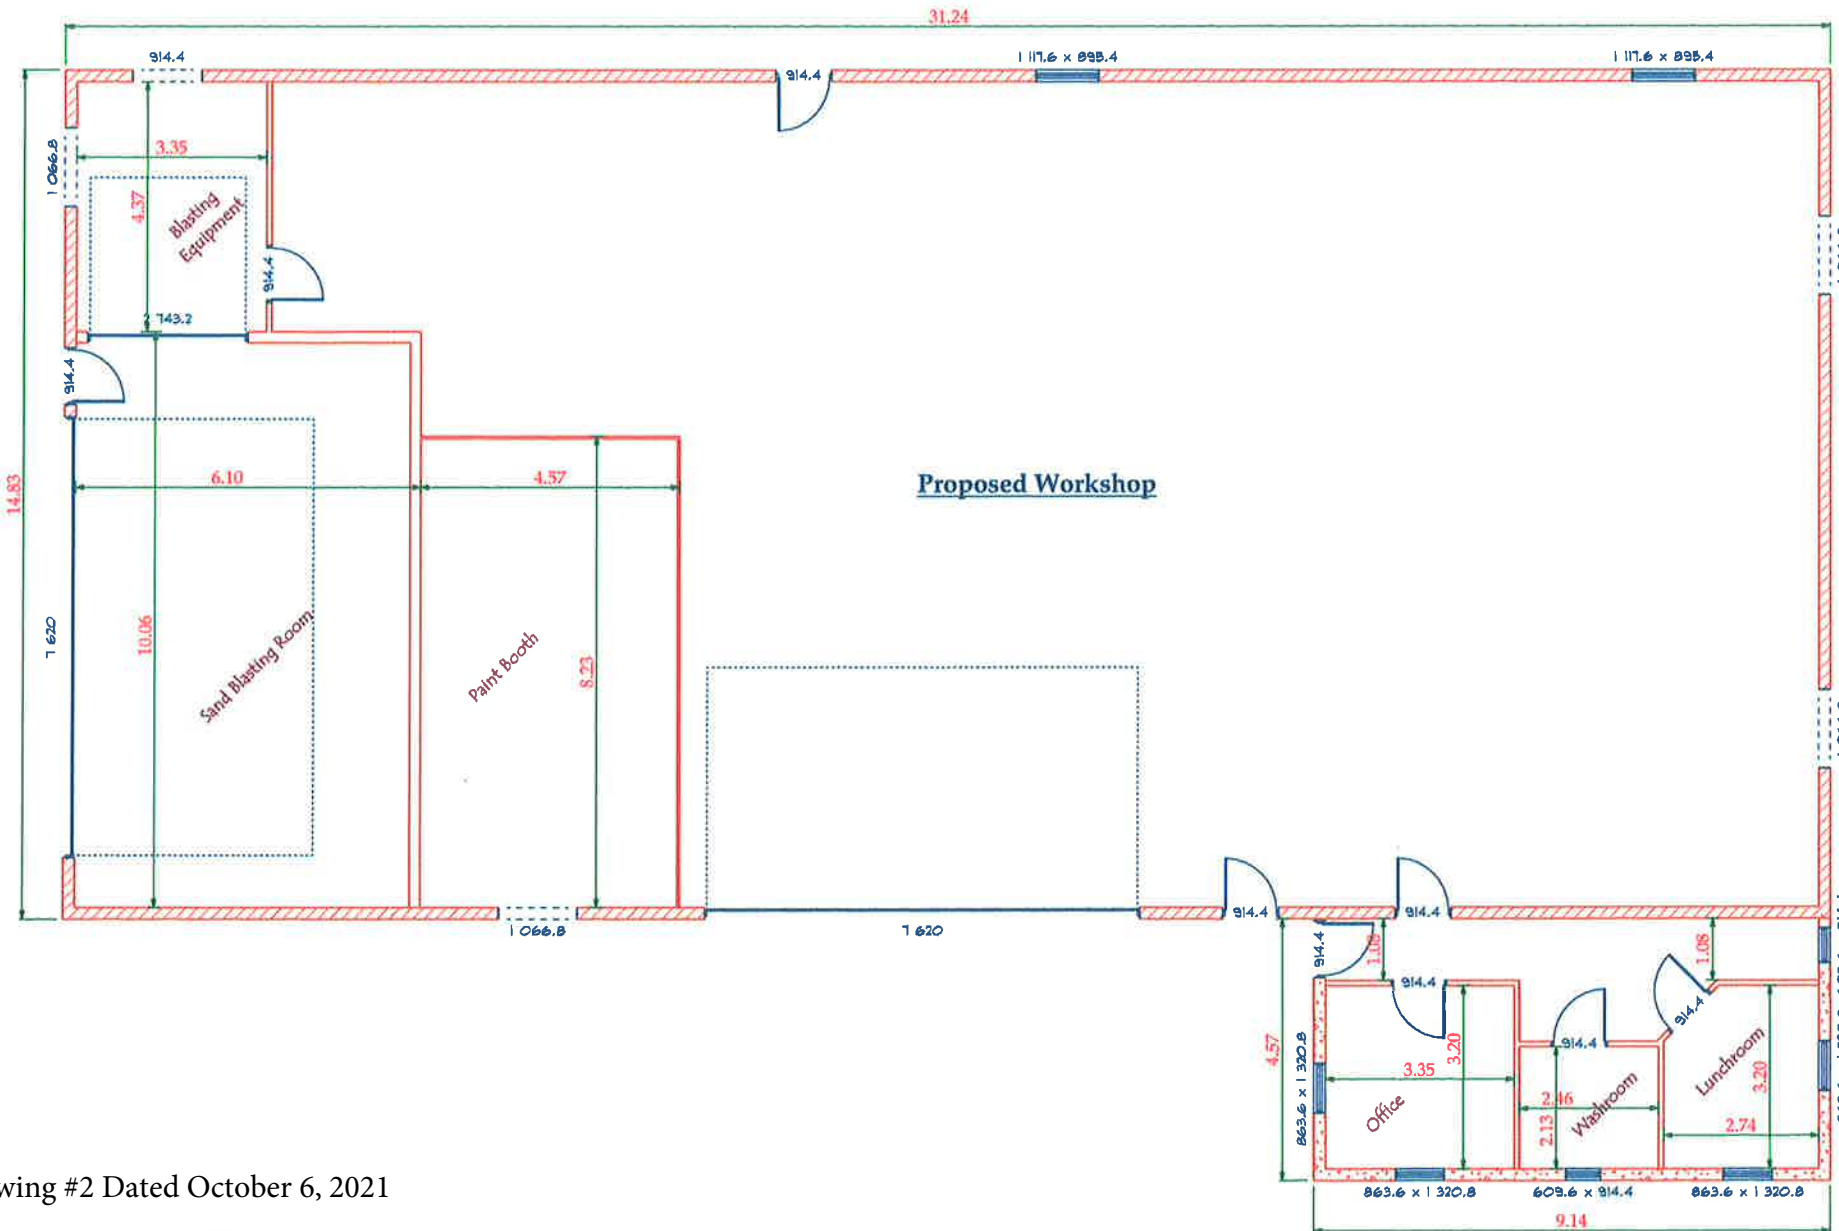 31.24
914.4
1 117.6 x 895.4
1 117.6 x 895.4
914.4
1 066.8
3.35
4.37
Blasting
Equipment
914.4
2 743.2
914.4
14.83
6.10
4.57
Proposed Workshop
7 620
10.06
Sand Blasting Room
Paint Booth
8.23
1 066.8
7 620
914.4
914.4
914.4
1.08
1.08
914.4
914.4
4.57
863.6 x 1 320.8
3.35
3.20
Office
914.4
2.46
2.13
Washroom
Lunchroom
3.20
2.74
wing #2 Dated October 6, 2021
863.6 x 1 320.8
609.6 x 914.4
863.6 x 1 320.8
9.14